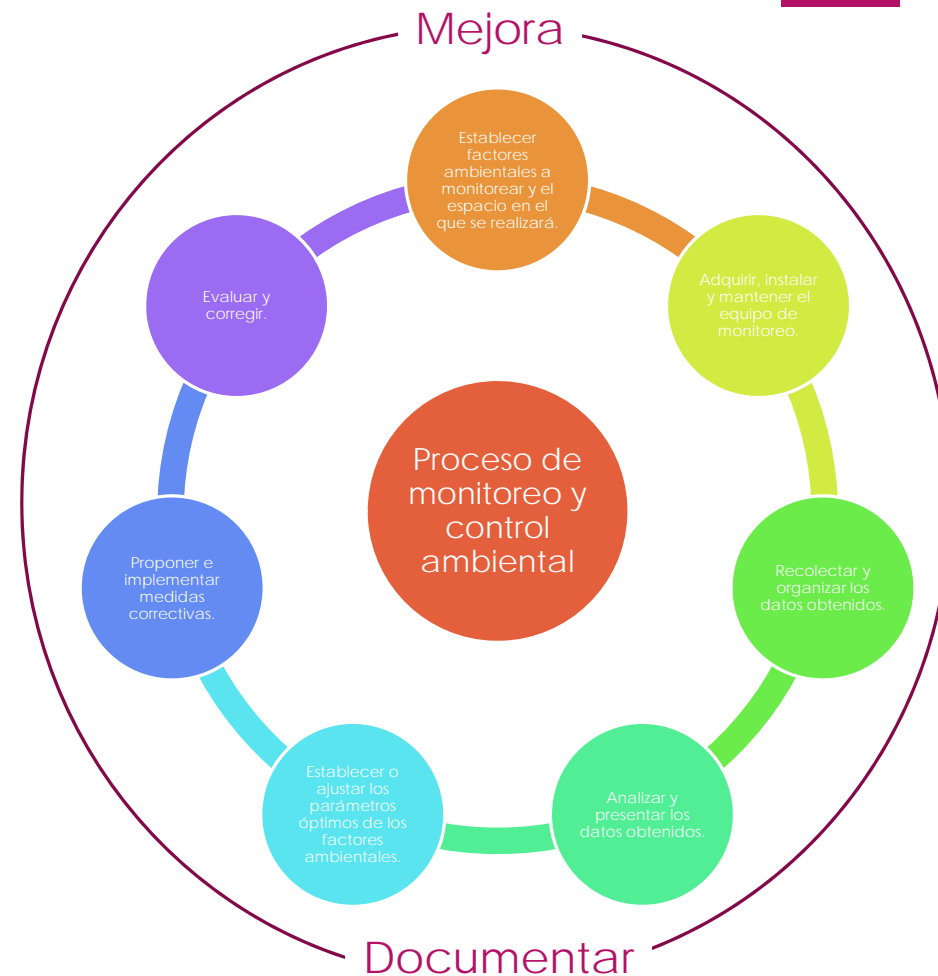 Mejora
Establecer
factores
ambientales a
monitorear y el
espacio en el
que se realizará.
Adquirir, instalar
y mantener el
equipo de
monitoreo.
Recolectar y
organizar los
datos obtenidos.
Analizar y
presentar los
datos obtenidos.
Establecer o
ajustar los
parámetros
óptimos de los
factores
ambientales.
Proponer e
implementar
medidas
correctivas.
Evaluar y
corregir.
Proceso de
monitoreo y
control
ambiental
Documentar